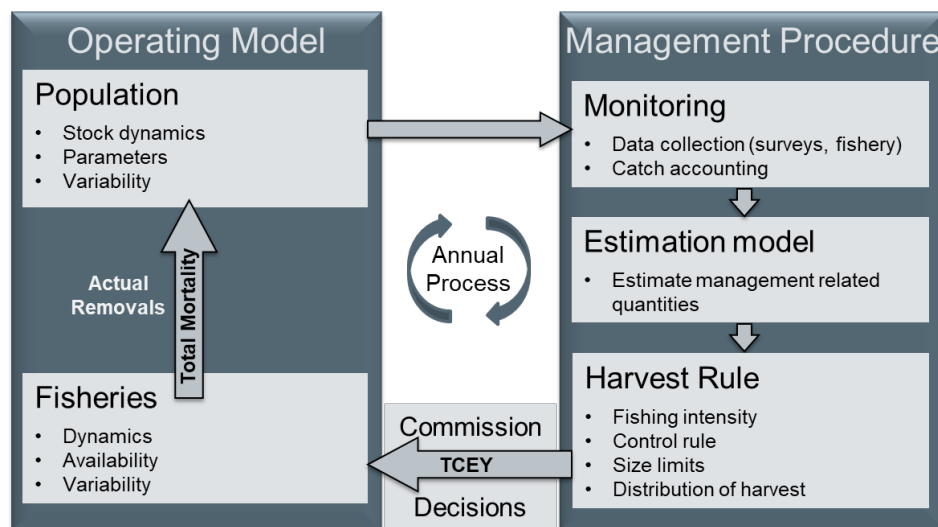 Operating Model
Population
• Stock dynamics
• Parameters
• Variability
Actual
Removals
Total Mortality
Fisheries
• Dynamics
• Availability
• Variability
Annual
Process
Commission
TCEY
Decisions
Management Procedure
Monitoring
• Data collection (surveys, fishery)
• Catch accounting
Estimation model
• Estimate management related
quantities
Harvest Rule
• Fishing intensity
• Control rule
• Size limits
• Distribution of harvest